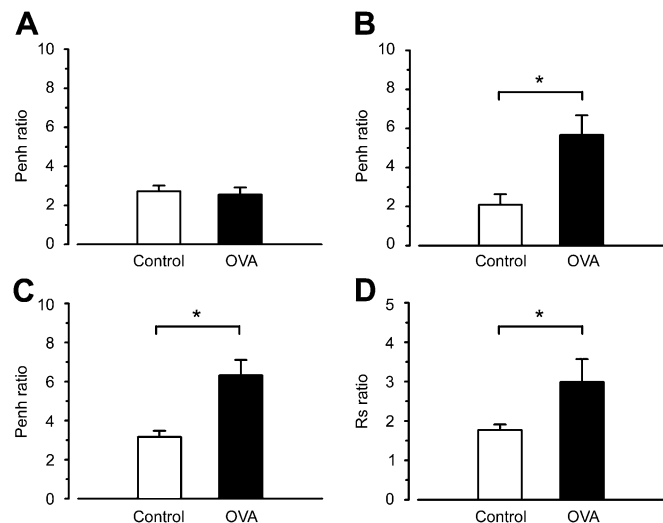 A
10
8
6
4
2
0
Penh ratio
Control OVA
B
10
8
6
4
2
0
Penh ratio
*
Control OVA
C
10
8
6
4
2
0
Penh ratio
*
Control OVA
D
5
4
3
2
1
0
Rs ratio
*
Control OVA